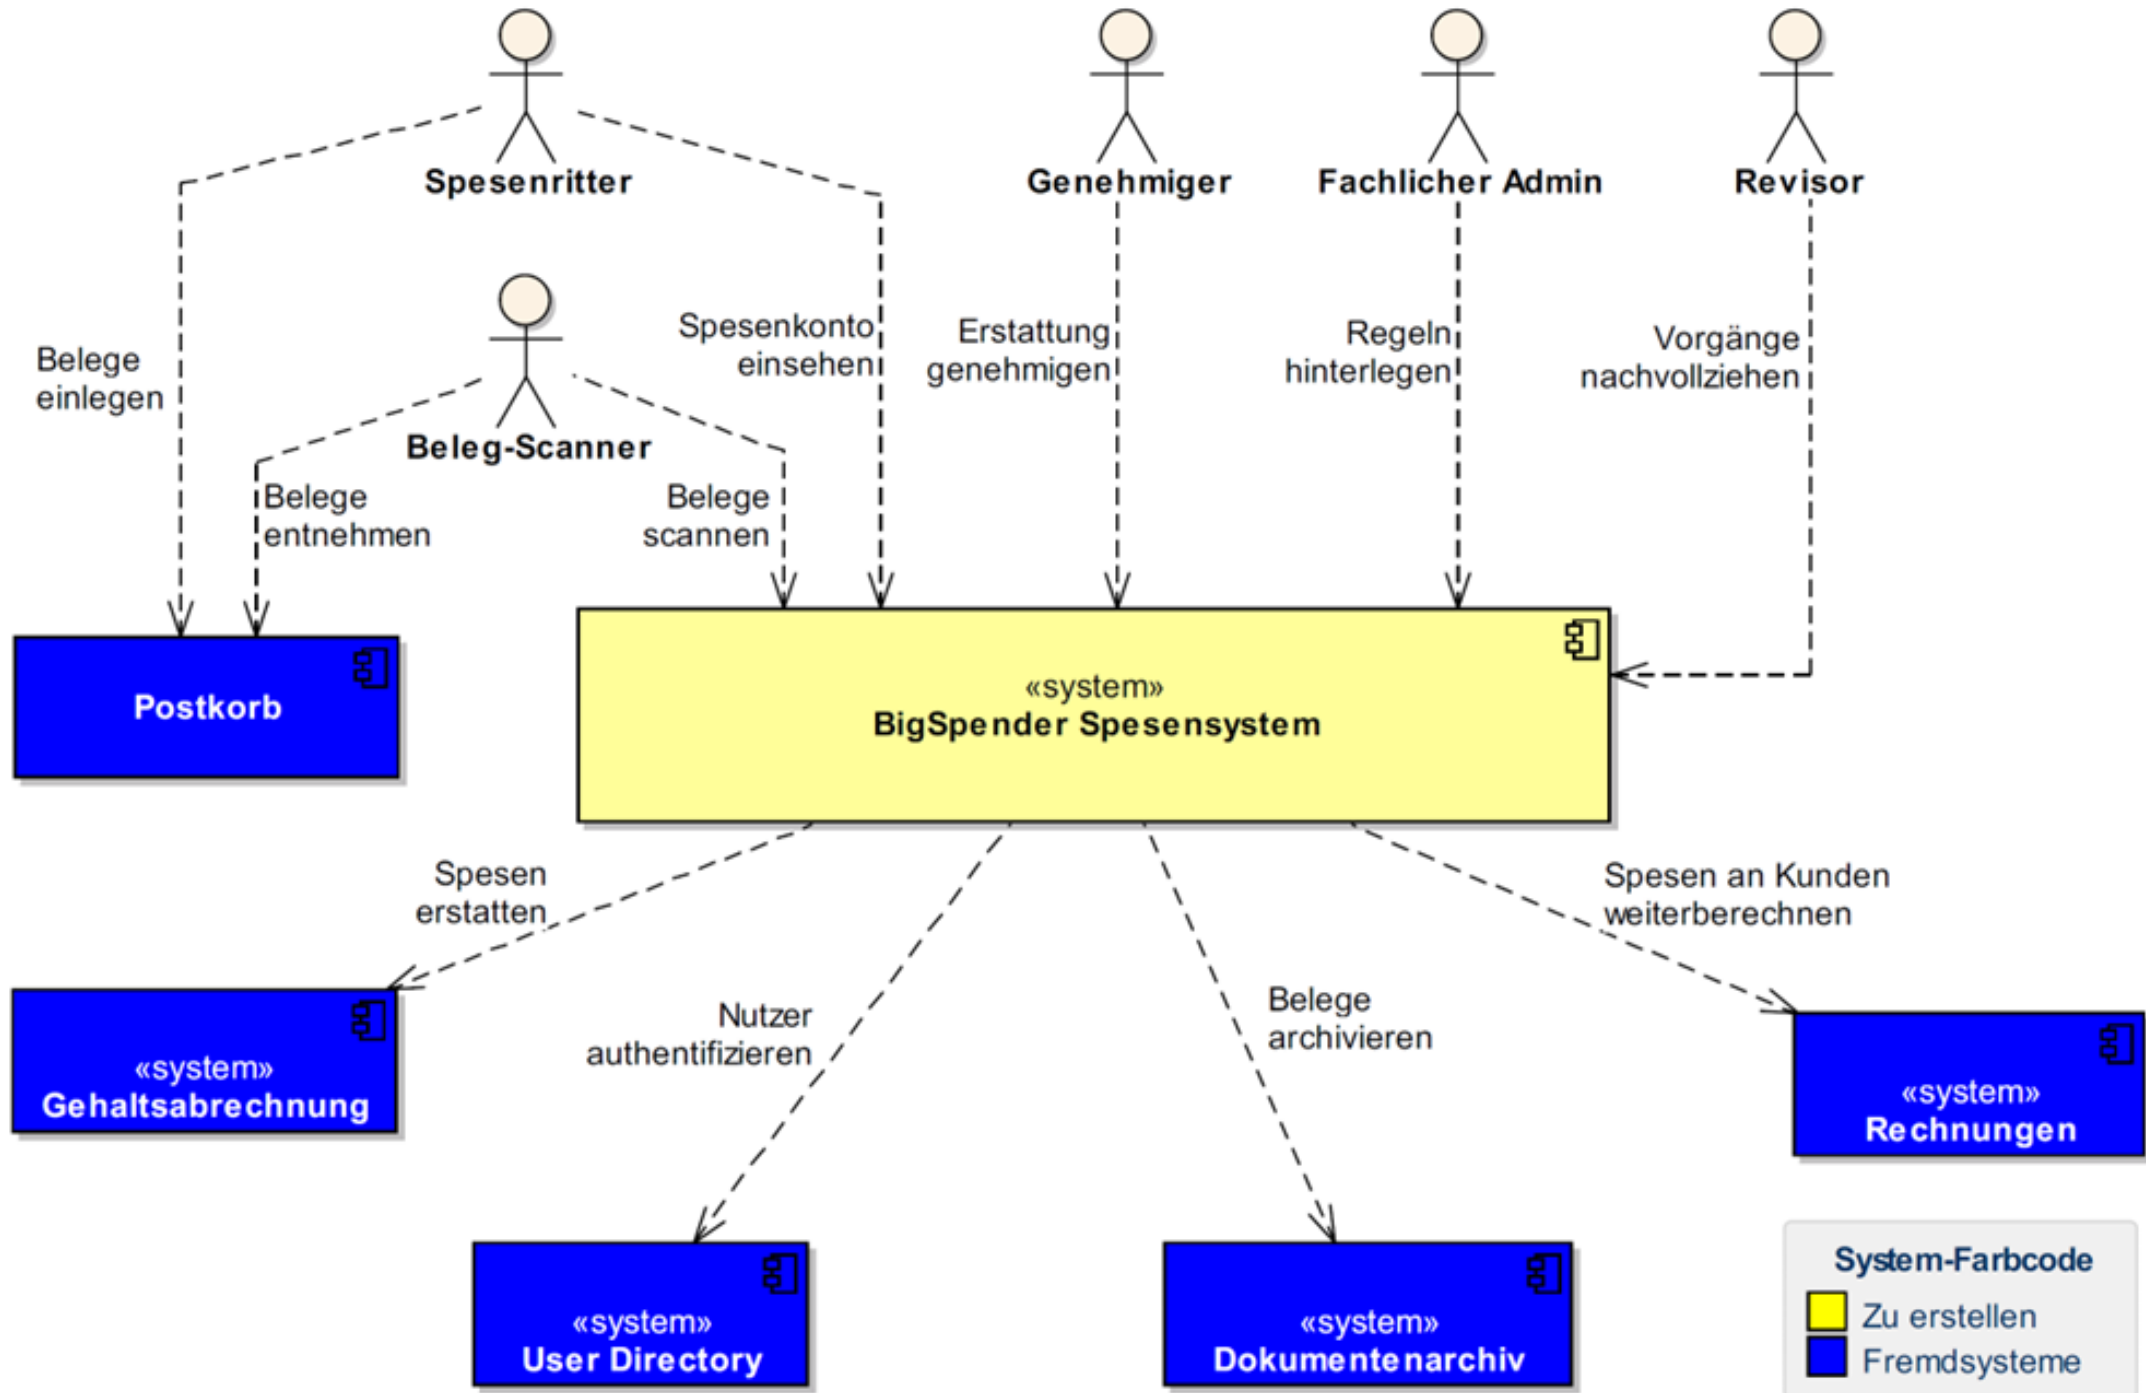 Spesenritter
Genehmiger
Fachlicher Admin
Revisor
Belege
einlegen
Beleg-Scanner
Spesenkonto
einsehen
Erstattung
genehmigen
Regeln
hinterlegen
Vorgänge
nachvollziehen
Belege
entnehmen
Belege
scannen
Postkorb
«system»
BigSpender Spesensystem
Spesen
erstatten
Nutzer
authentifizieren
Belege
archivieren
Spesen an Kunden
weiterberechnen
«system»
Gehaltsabrechnung
«system»
Rechnungen
«system»
User Directory
«system»
Dokumentenarchiv
System-Farbcode
Zu erstellen
Fremdsysteme